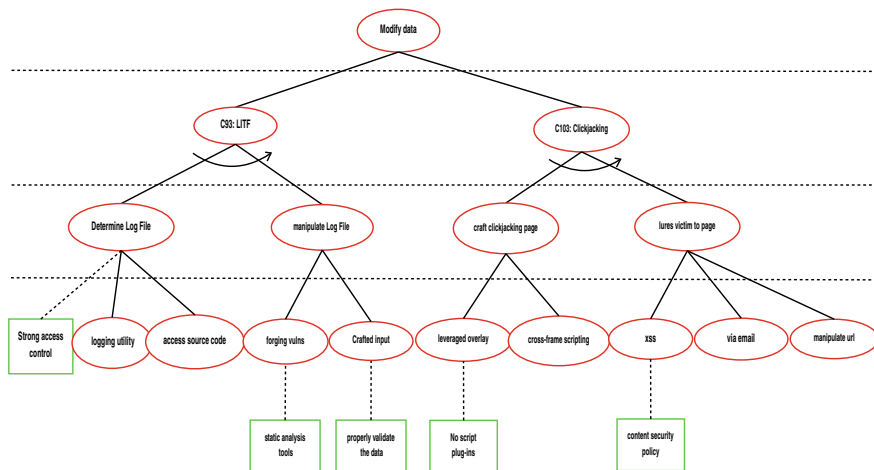 Modify data
C93: LITF
C103: Clickjacking
Determine Log File
manipulate Log File
craft clickjacking page
lures victim to page
Strong access
control
logging utility
access source code
forging vulns
Crafted input
leveraged overlay
cross-frame scripting
xss
via email
manipulate url
static analysis
tools
properly validate
the data
No script
plug-ins
content security
policy